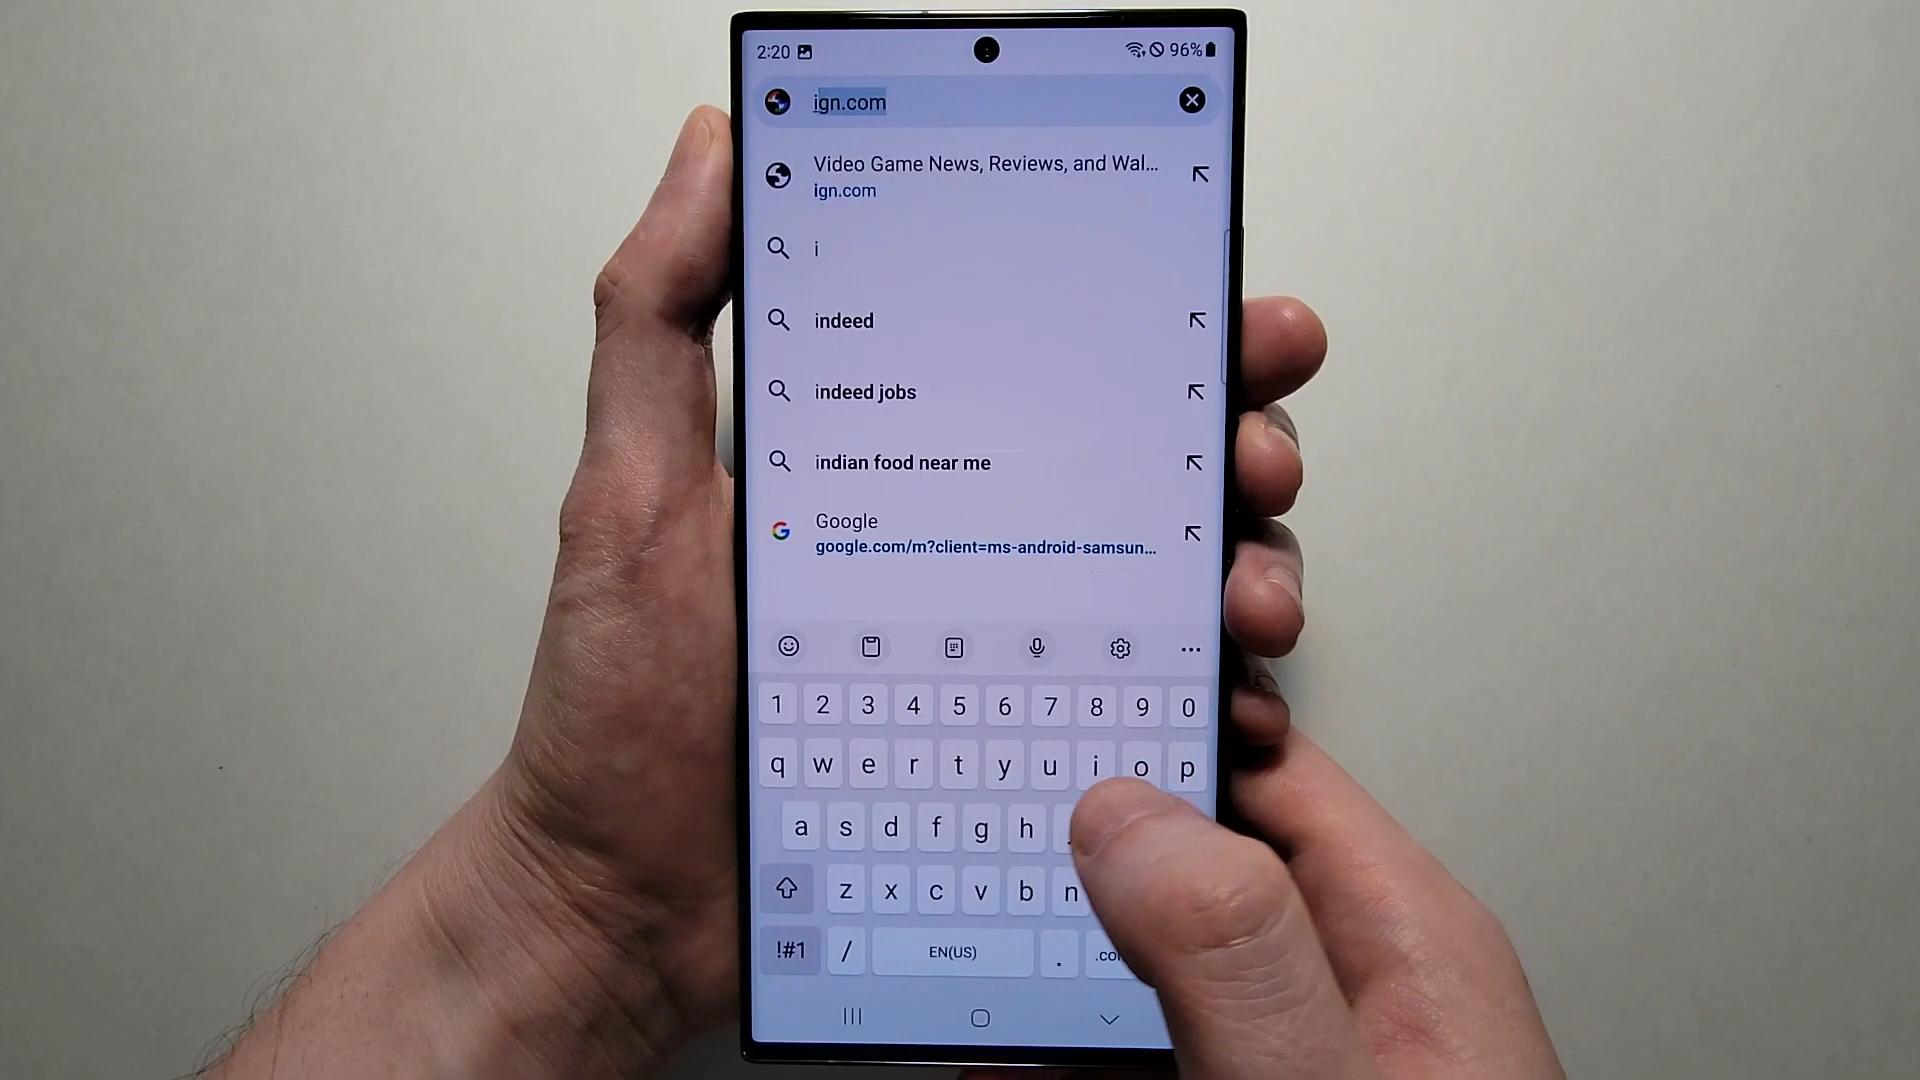 2:20 96%
ign.com
Video Game News, Reviews, and Wal...
ign.com
i
indeed
indeed jobs
indian food near me
Google
google.com/m?client=ms-android-samsun...
1 2 3 4 5 6 7 8 9 0
q w e r t y u i o p
a s d f g h
z x c v b n
!#1 / EN(US) .